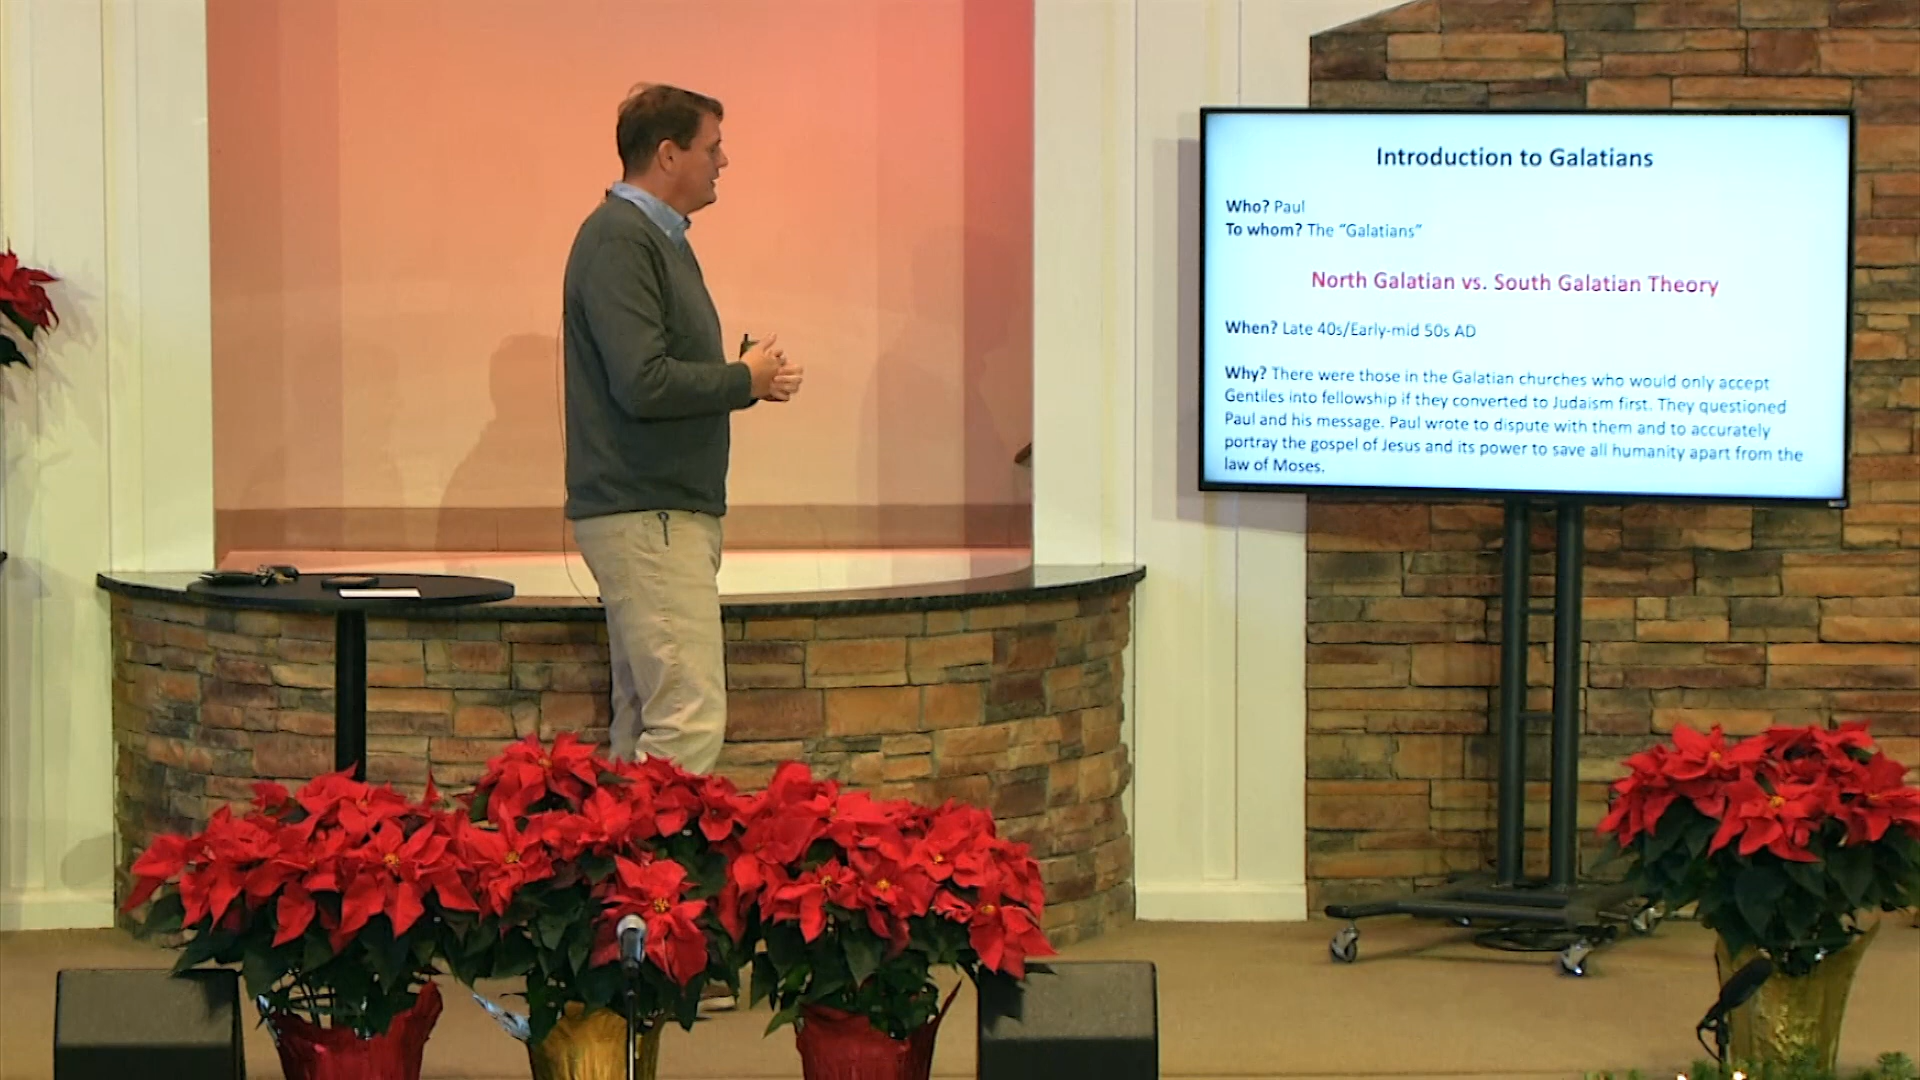 Introduction to Galatians
Who? Paul
To whom? The “Galatians”
North Galatian vs. South Galatian Theory
When? Late 40s/Early-mid 50s AD
Why? There were those in the Galatian churches who would only accept
Gentiles into fellowship if they converted to Judaism first. They questioned
Paul and his message. Paul wrote to dispute with them and to accurately
portray the gospel of Jesus and its power to save all humanity apart from the
law of Moses.